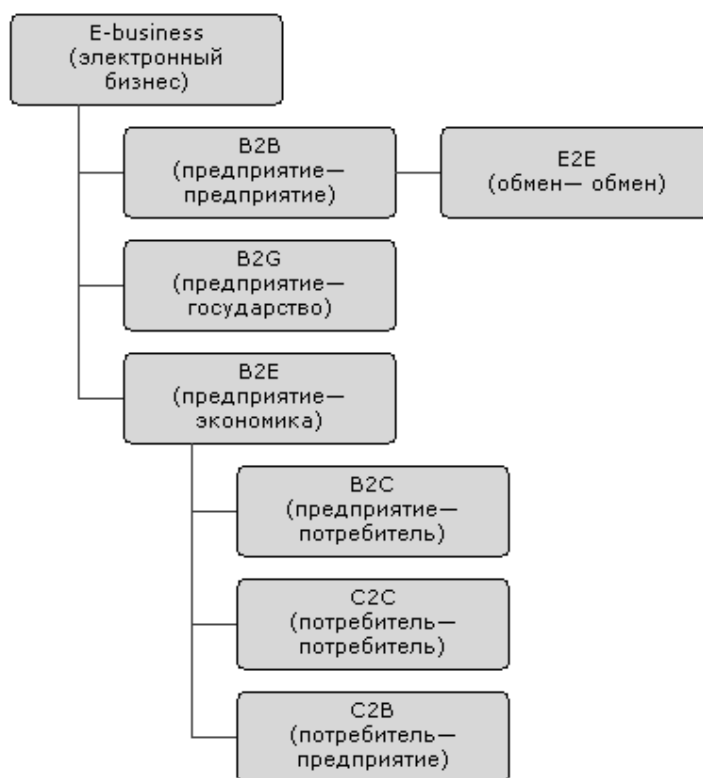 E-business
(электронный
бизнес)
B2B
(предприятие—
предприятие)
E2E
(обмен— обмен)
B2G
(предприятие—
государство)
B2E
(предприятие—
экономика)
B2C
(предприятие—
потребитель)
C2C
(потребитель—
потребитель)
C2B
(потребитель—
предприятие)